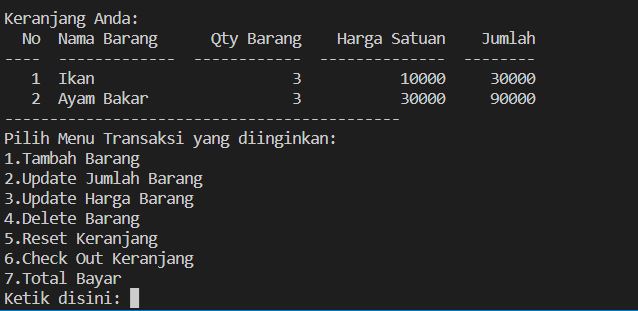 Keranjang Anda:
  No  Nama Barang      Qty Barang    Harga Satuan    Jumlah
----  -------------  ------------  --------------  --------
   1  Ikan                      3           10000     30000
   2  Ayam Bakar                3           30000     90000
--------------------------------------------
Pilih Menu Transaksi yang diinginkan:
1.Tambah Barang
2.Update Jumlah Barang
3.Update Harga Barang
4.Delete Barang
5.Reset Keranjang
6.Check Out Keranjang
7.Total Bayar
Ketik disini: